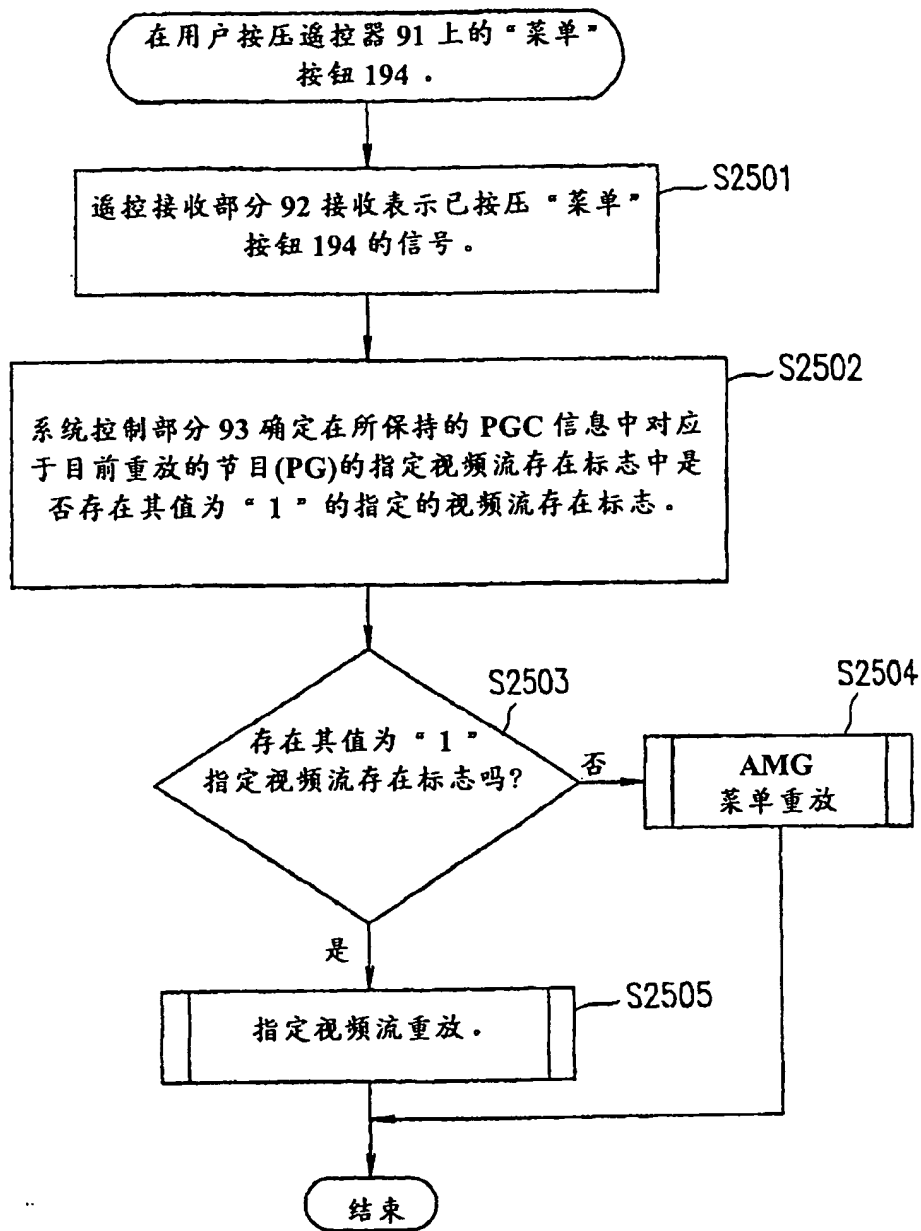 在用户按压遥控器 91 上的“菜单”
按钮 194 .
S2501
遥控接收部分 92 接收表示已按压“菜单”
按钮 194 的信号。
S2502
系统控制部分 93 确定在所保持的 PGC 信息中对应
于目前重放的节目(PG)的指定视频流存在标志中是
否存在其值为“1”的指定的视频流存在标志。
S2503
存在其值为“1”
指定视频流存在标志吗?
否
S2504
AMG
菜单重放
是
S2505
指定视频流重放。
结束